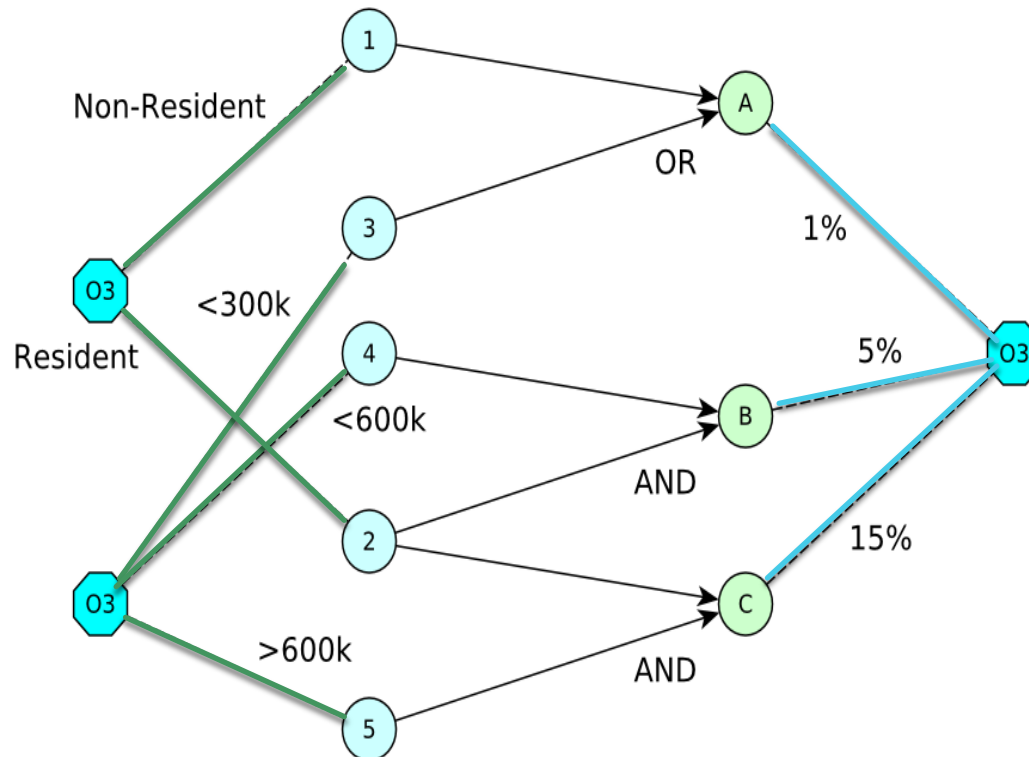 1
Non-Resident
A
OR
3
1%
O3
<300k
Resident
4
5%
O3
<600k
B
AND
2
15%
O3
C
>600k
AND
5